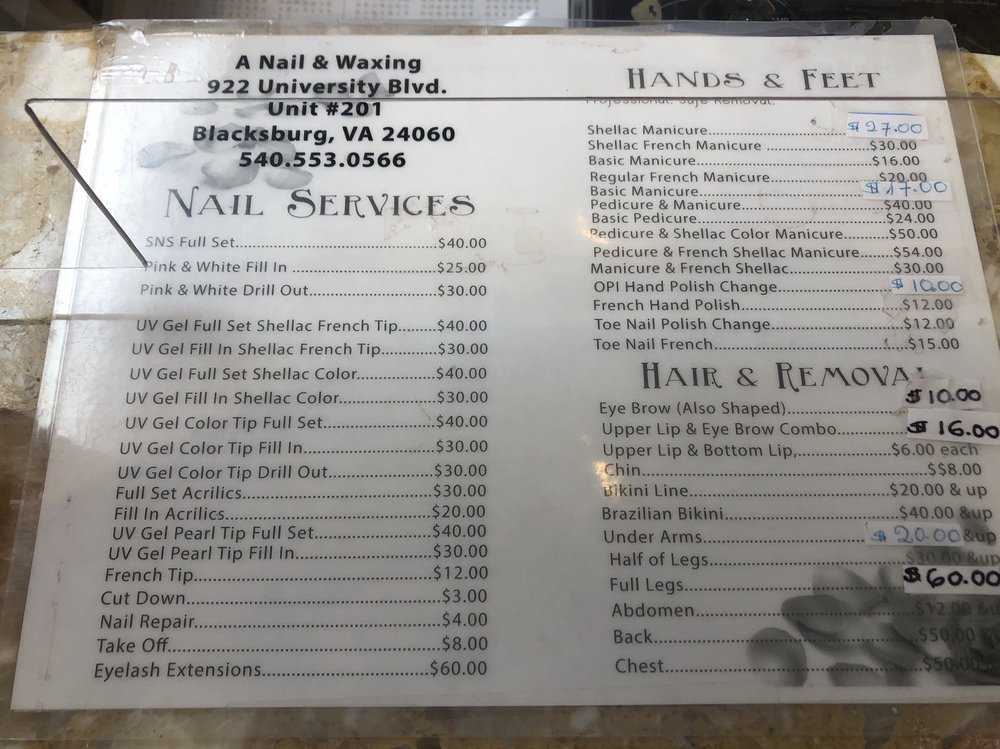 A Nail & Waxing
922 University Blvd.
Unit #201
Blacksburg, VA 24060
540.553.0566
NAIL SERVICES
SNS Full Set..............$40.00
Pink & White Fill In ..............$25.00
Pink & White Drill Out..............$30.00
UV Gel Full Set Shellac French Tip.......$40.00
UV Gel Fill In Shellac French Tip..........$30.00
UV Gel Full Set Shellac Color..............$40.00
UV Gel Fill In Shellac Color..............$30.00
UV Gel Color Tip Full Set..............$40.00
UV Gel Color Tip Fill In..............$30.00
UV Gel Color Tip Drill Out..............$30.00
Full Set Acrilics..............$30.00
Fill In Acrilics..............$20.00
UV Gel Pearl Tip Full Set..............$40.00
UV Gel Pearl Tip Fill In..............$30.00
French Tip..............$12.00
Cut Down..............$3.00
Nail Repair..............$4.00
Take Off..............$8.00
Eyelash Extensions..............$60.00
HANDS & FEET
Professional. Safe Removal.
Shellac Manicure..............$27.00
Shellac French Manicure ..............$30.00
Basic Manicure..............$16.00
Regular French Manicure..............$20.00
Basic Manicure..............$17.00
Pedicure & Manicure..............$40.00
Basic Pedicure..............$24.00
Pedicure & Shellac Color Manicure.........$50.00
Pedicure & French Shellac Manicure.......$54.00
Manicure & French Shellac..............$30.00
OPI Hand Polish Change..............$10.00
French Hand Polish..............$12.00
Toe Nail Polish Change..............$12.00
Toe Nail French..............$15.00
HAIR & REMOVAL
Eye Brow (Also Shaped)..............$10.00
Upper Lip & Eye Brow Combo..............$16.00
Upper Lip & Bottom Lip,..............$6.00 each
Chin..............$$8.00
Bikini Line..............$20.00 & up
Brazilian Bikini..............$40.00 &up
Under Arms..............$20.00&up
Half of Legs..............$30.00 &up
Full Legs..............$60.00
Abdomen..............$12.00
Back..............$50.00
Chest..............$50.00